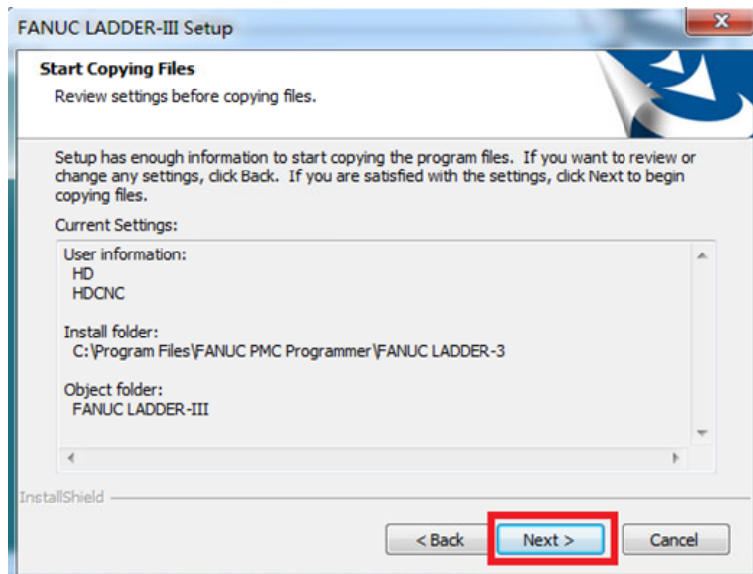 FANUC LADDER-III Setup
Start Copying Files
Review settings before copying files.
Setup has enough information to start copying the program files. If you want to review or
change any settings, click Back. If you are satisfied with the settings, click Next to begin
copying files.
Current Settings:
User information:
HD
HDCNC
Install folder:
C:\Program Files\FANUC PMC Programmer\FANUC LADDER-3
Object folder:
FANUC LADDER-III
InstallShield
< Back Next > Cancel